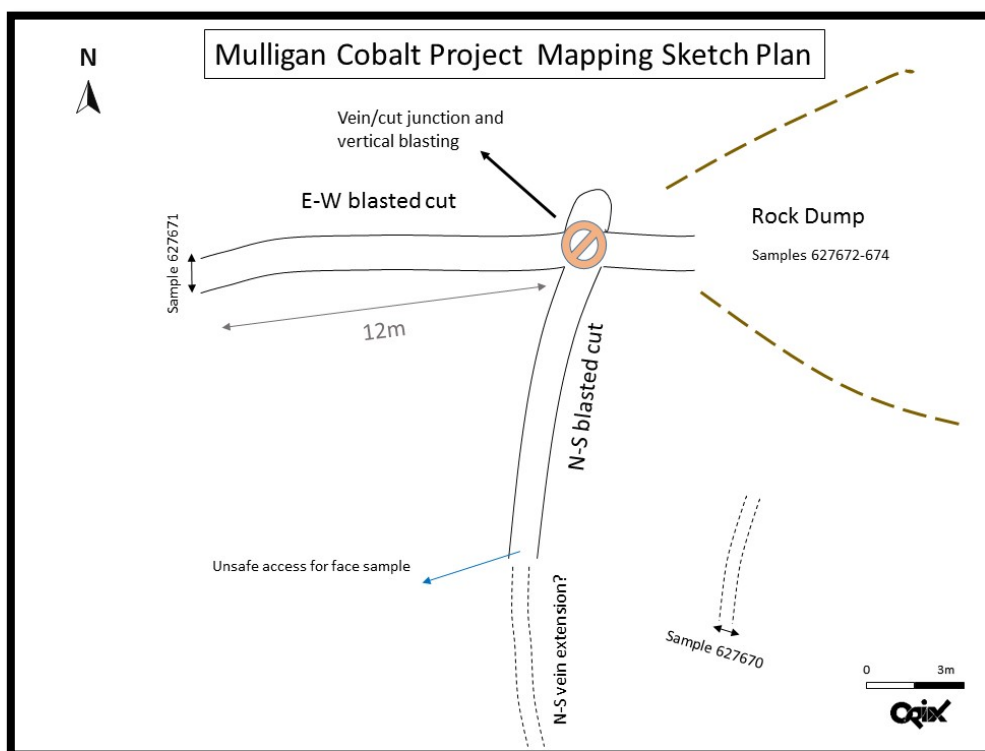 Mulligan Cobalt Project Mapping Sketch Plan
N
Vein/cut junction and
vertical blasting
E-W blasted cut
Rock Dump
Samples 627672-674
Sample 627671
12m
N-S blasted cut
Unsafe access for face sample
N-S vein extension?
Sample 627670
0 3m
Orix